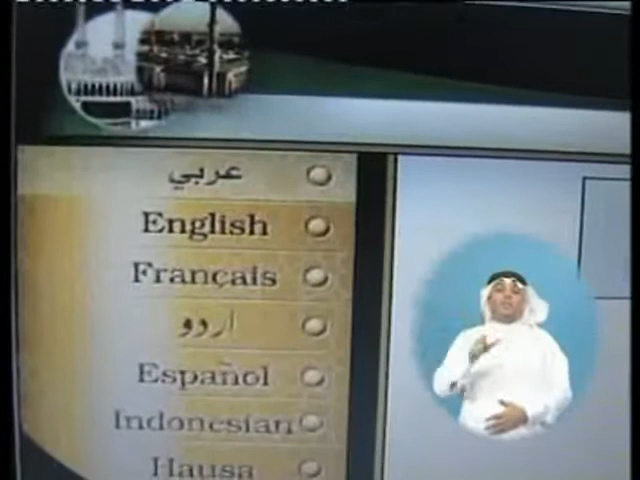 عربي
English
Français
اردو
Español
Indonesian
Hausa